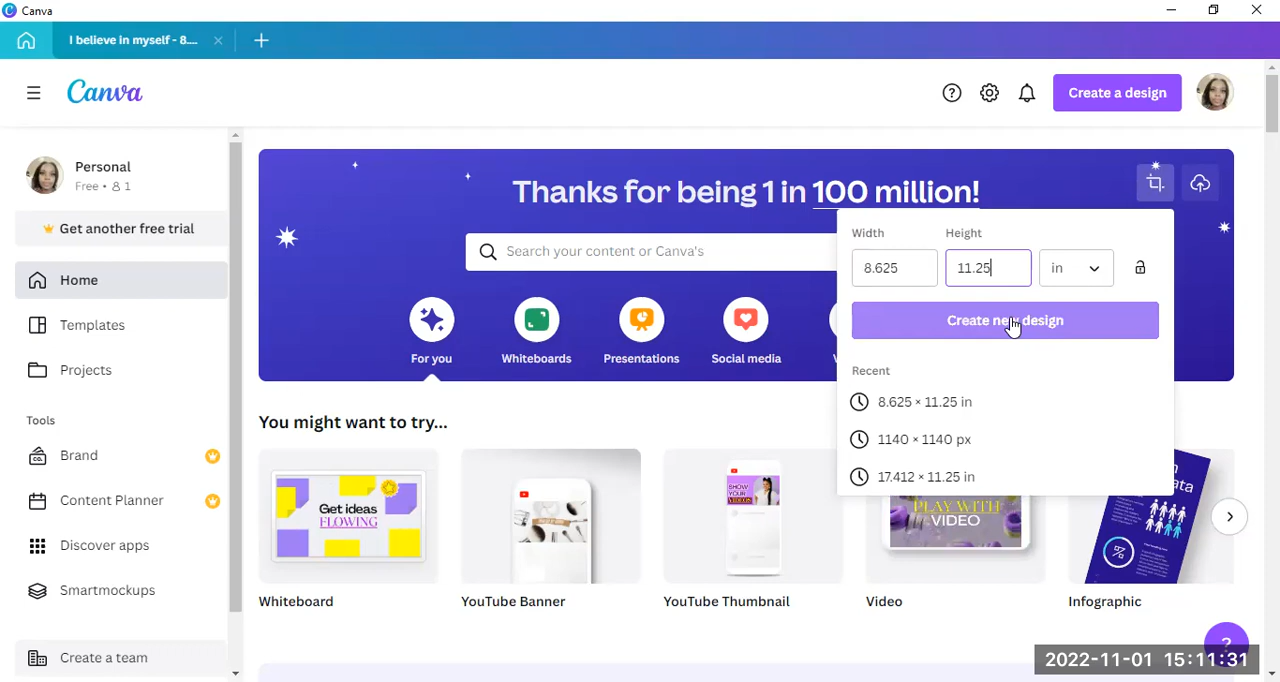 Canva
I believe in myself - 8....
Canva
Create a design
Personal
Free • 1
Get another free trial
Home
Templates
Projects
Tools
Brand
Content Planner
Discover apps
Smartmockups
Create a team
Thanks for being 1 in 100 million!
Search your content or Canva's
For you
Whiteboards
Presentations
Social media
Width
Height
8.625
11.25
in
Create new design
Recent
8.625 × 11.25 in
1140 × 1140 px
17.412 × 11.25 in
You might want to try...
Get ideas
FLOWING
SHOW
YOUR
VIDEOS
PLAY WITH
VIDEO
Whiteboard
YouTube Banner
YouTube Thumbnail
Video
Infographic
?
2022-11-01 15:11:31